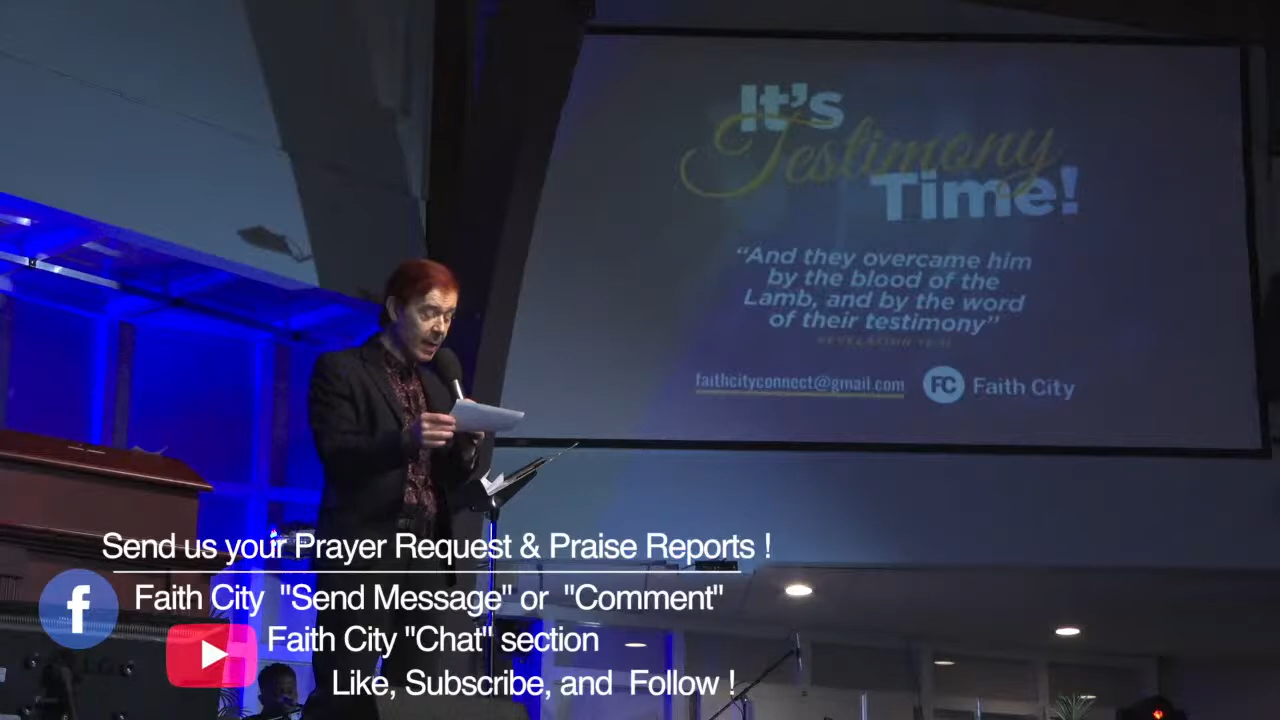 It's
Testimony
Time!
“And they overcame him
by the blood of the
Lamb, and by the word
of their testimony”
faithcityconnect@gmail.com
FC Faith City
Send us your Prayer Request & Praise Reports !
f Faith City "Send Message" or "Comment"
Faith City "Chat" section
Like, Subscribe, and Follow !